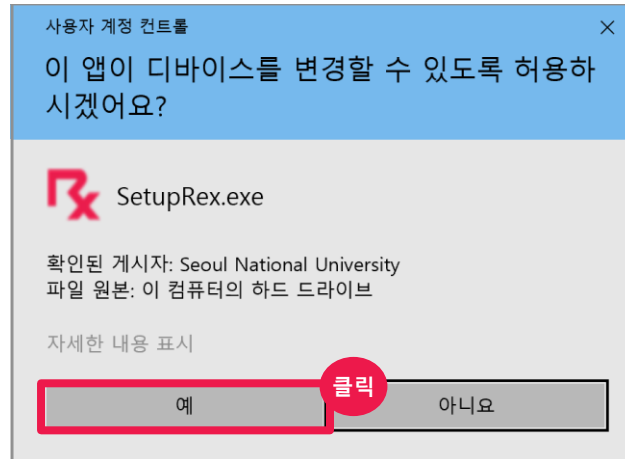 사용자 계정 컨트롤
이 앱이 디바이스를 변경할 수 있도록 허용하
시겠어요?
Rx SetupRex.exe
확인된 게시자: Seoul National University
파일 원본: 이 컴퓨터의 하드 드라이브
자세한 내용 표시
클릭
예 아니요